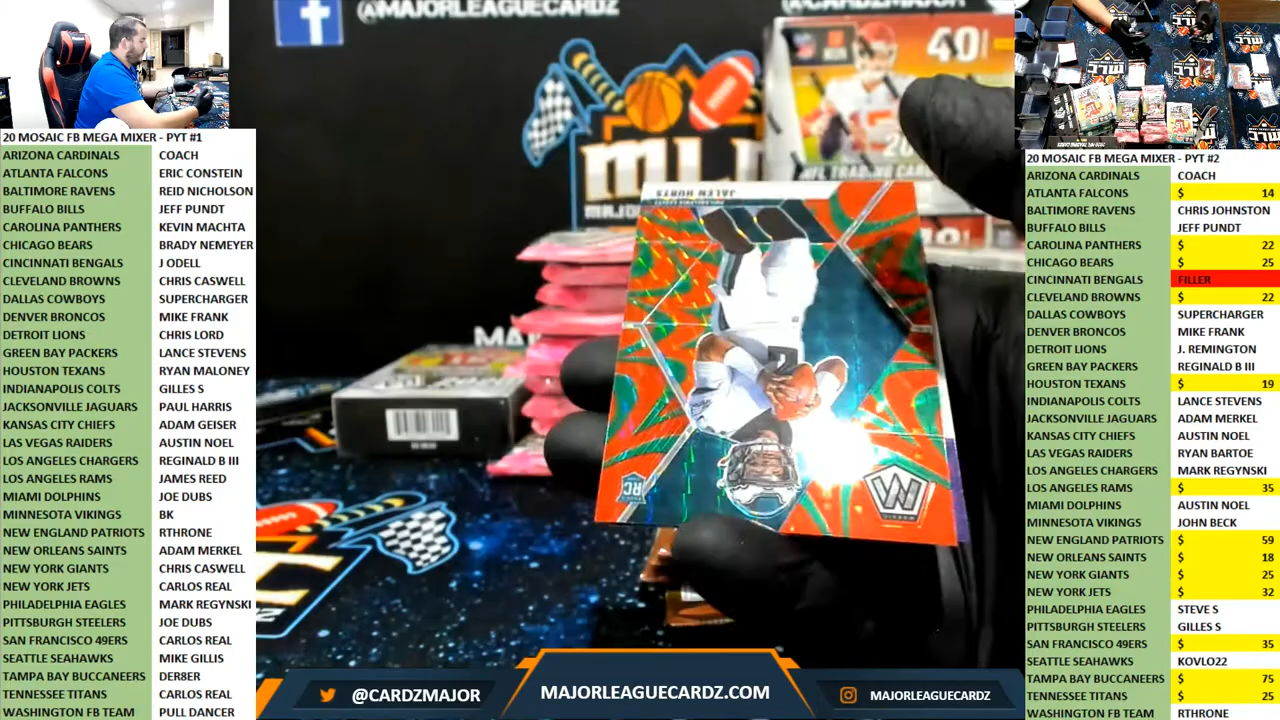 @MAJORLEAGUECARDZ
@CARDZMAJOR
20 MOSAIC FB MEGA MIXER - PYT #1
ARIZONA CARDINALS COACH
ATLANTA FALCONS ERIC CONSTEIN
BALTIMORE RAVENS REID NICHOLSON
BUFFALO BILLS JEFF PUNDT
CAROLINA PANTHERS KEVIN MACHTA
CHICAGO BEARS BRADY NEMEYER
CINCINNATI BENGALS J ODELL
CLEVELAND BROWNS CHRIS CASWELL
DALLAS COWBOYS SUPERCHARGER
DENVER BRONCOS MIKE FRANK
DETROIT LIONS CHRIS LORD
GREEN BAY PACKERS LANCE STEVENS
HOUSTON TEXANS RYAN MALONEY
INDIANAPOLIS COLTS GILLES S
JACKSONVILLE JAGUARS PAUL HARRIS
KANSAS CITY CHIEFS ADAM GEISER
LAS VEGAS RAIDERS AUSTIN NOEL
LOS ANGELES CHARGERS REGINALD B III
LOS ANGELES RAMS JAMES REED
MIAMI DOLPHINS JOE DUBS
MINNESOTA VIKINGS BK
NEW ENGLAND PATRIOTS RTHRONE
NEW ORLEANS SAINTS ADAM MERKEL
NEW YORK GIANTS CHRIS CASWELL
NEW YORK JETS CARLOS REAL
PHILADELPHIA EAGLES MARK REGYNSKI
PITTSBURGH STEELERS JOE DUBS
SAN FRANCISCO 49ERS CARLOS REAL
SEATTLE SEAHAWKS MIKE GILLIS
TAMPA BAY BUCCANEERS DER8ER
TENNESSEE TITANS CARLOS REAL
WASHINGTON FB TEAM PULL DANCER
40
NFL TRADING CARDS
JALEN HURTS
PHILADELPHIA EAGLES
RC
M
MOSAIC
20 MOSAIC FB MEGA MIXER - PYT #2
ARIZONA CARDINALS COACH
ATLANTA FALCONS $ 14
BALTIMORE RAVENS CHRIS JOHNSTON
BUFFALO BILLS JEFF PUNDT
CAROLINA PANTHERS $ 22
CHICAGO BEARS $ 25
CINCINNATI BENGALS FILLER
CLEVELAND BROWNS $ 22
DALLAS COWBOYS SUPERCHARGER
DENVER BRONCOS MIKE FRANK
DETROIT LIONS J. REMINGTON
GREEN BAY PACKERS REGINALD B III
HOUSTON TEXANS $ 19
INDIANAPOLIS COLTS LANCE STEVENS
JACKSONVILLE JAGUARS ADAM MERKEL
KANSAS CITY CHIEFS AUSTIN NOEL
LAS VEGAS RAIDERS RYAN BARTOE
LOS ANGELES CHARGERS MARK REGYNSKI
LOS ANGELES RAMS $ 35
MIAMI DOLPHINS AUSTIN NOEL
MINNESOTA VIKINGS JOHN BECK
NEW ENGLAND PATRIOTS $ 59
NEW ORLEANS SAINTS $ 18
NEW YORK GIANTS $ 25
NEW YORK JETS $ 32
PHILADELPHIA EAGLES STEVE S
PITTSBURGH STEELERS GILLES S
SAN FRANCISCO 49ERS $ 35
SEATTLE SEAHAWKS KOVLO22
TAMPA BAY BUCCANEERS $ 75
TENNESSEE TITANS $ 25
WASHINGTON FB TEAM RTHRONE
@CARDZMAJOR
MAJORLEAGUECARDZ.COM
MAJORLEAGUECARDZ